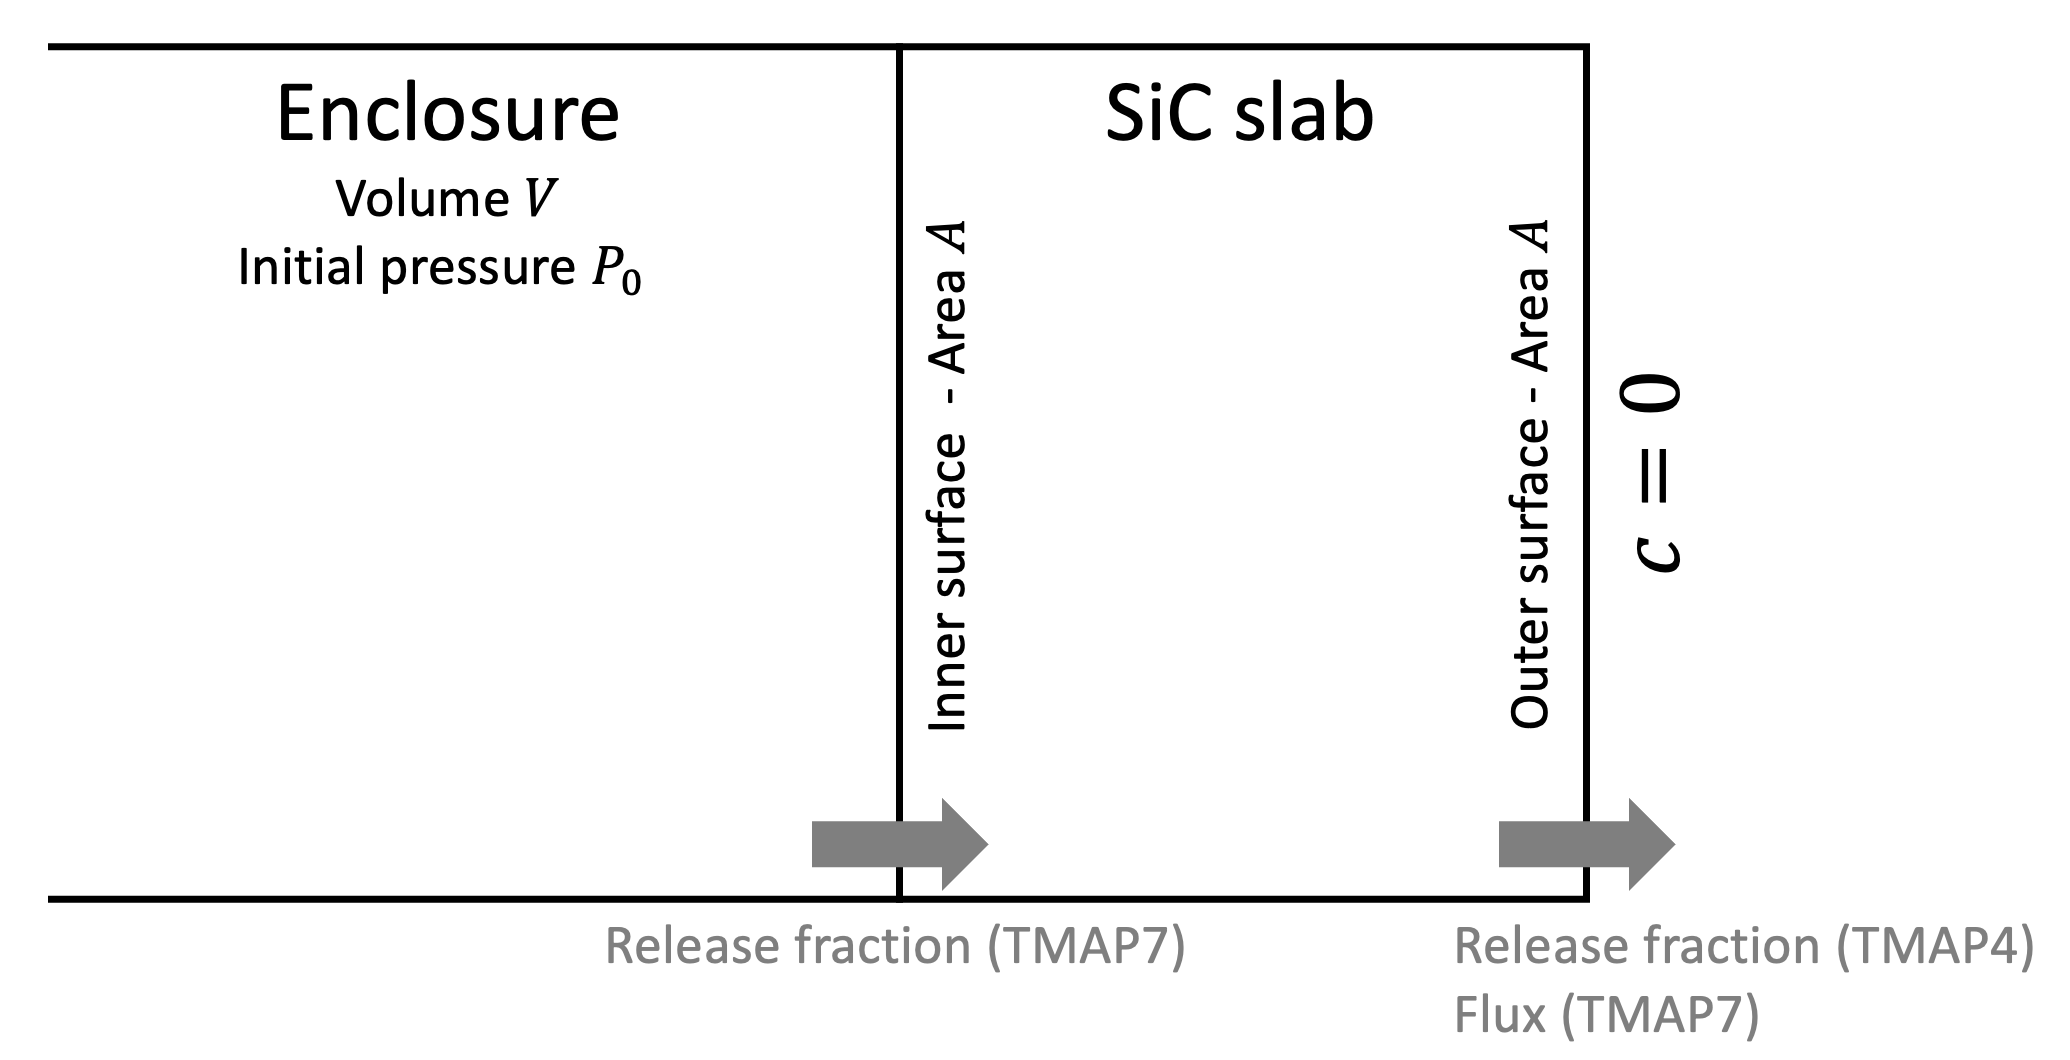 Enclosure
Volume V
Initial pressure P₀
SiC slab
Inner surface - Area A
Outer surface - Area A
c = 0
Release fraction (TMAP7)
Release fraction (TMAP4)
Flux (TMAP7)